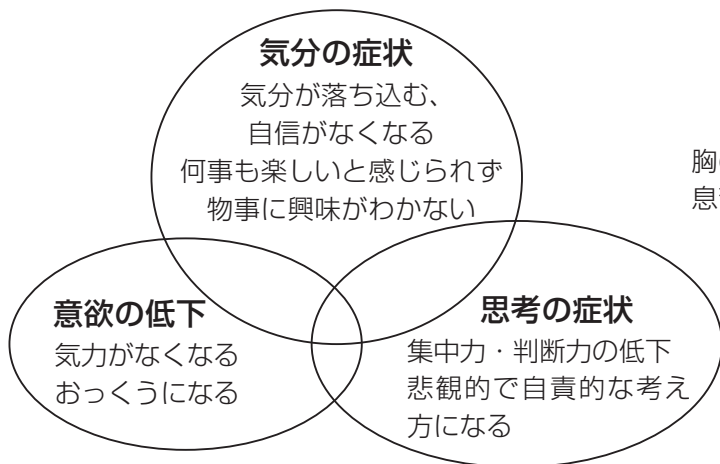 気分の症状
気分が落ち込む、
自信がなくなる
何事も楽しいと感じられず
物事に興味がわかない
胸
息
意欲の低下
気力がなくなる
おっくうになる
思考の症状
集中力・判断力の低下
悲観的で自責的な考え
方になる